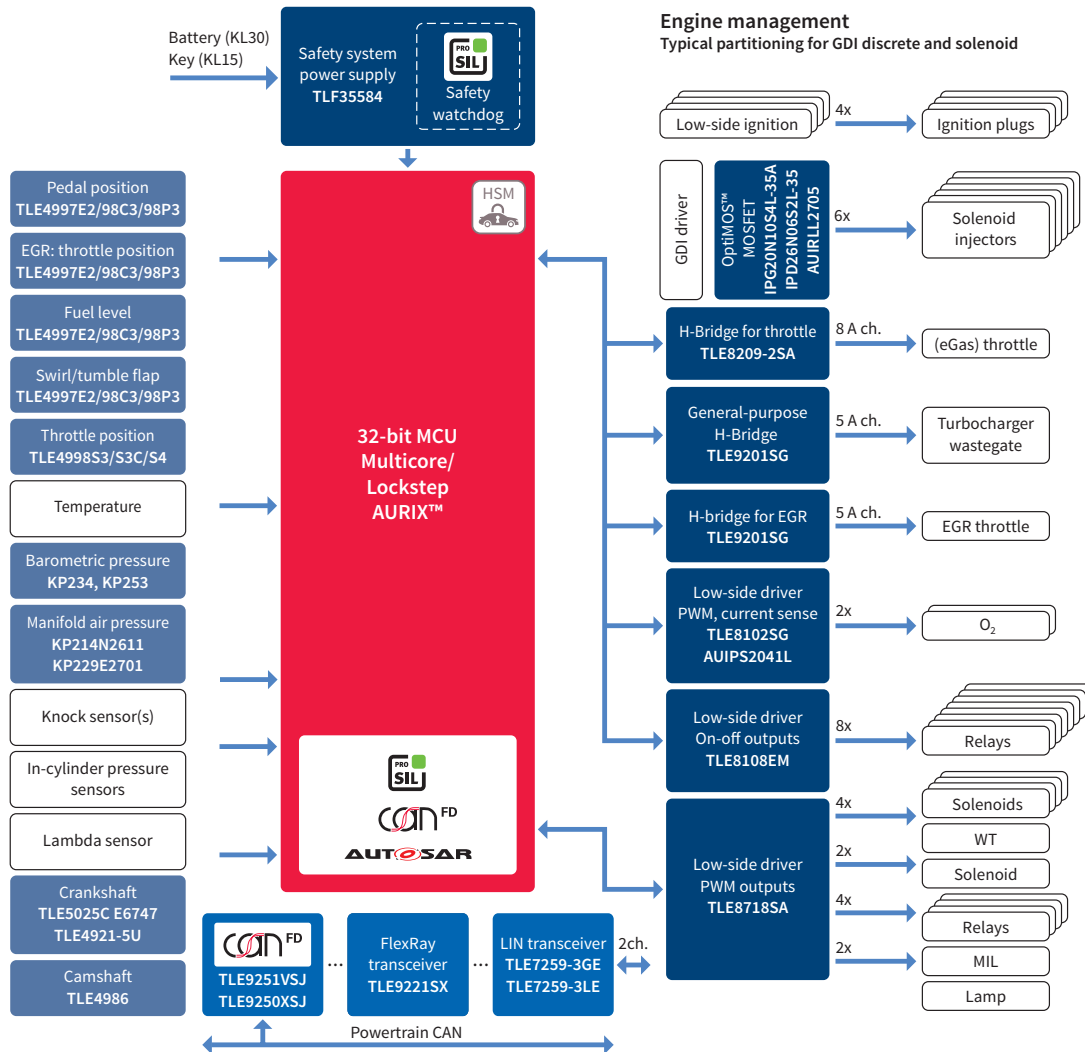 Engine management
Typical partitioning for GDI discrete and solenoid
Battery (KL30)
Key (KL15)
Safety system
power supply
TLF35584
PRO
SIL
Safety
watchdog
Pedal position
TLE4997E2/98C3/98P3
EGR: throttle position
TLE4997E2/98C3/98P3
Fuel level
TLE4997E2/98C3/98P3
Swirl/tumble flap
TLE4997E2/98C3/98P3
Throttle position
TLE4998S3/S3C/S4
Temperature
Barometric pressure
KP234, KP253
Manifold air pressure
KP214N2611
KP229E2701
Knock sensor(s)
In-cylinder pressure
sensors
Lambda sensor
Crankshaft
TLE5025C E6747
TLE4921-5U
Camshaft
TLE4986
HSM
32-bit MCU
Multicore/
Lockstep
AURIX™
PRO
SIL
CAN FD
AUTOSAR
CAN FD
TLE9251VSJ
TLE9250XSJ
...
FlexRay
transceiver
TLE9221SX
...
LIN transceiver
TLE7259-3GE
TLE7259-3LE
2ch.
Powertrain CAN
Low-side ignition
4x
Ignition plugs
GDI driver
OptiMOS™
MOSFET
IPG20N10S4L-35A
IPD26N06S2L-35
AUIRLL2705
6x
Solenoid
injectors
H-Bridge for throttle
TLE8209-2SA
8 A ch.
(eGas) throttle
General-purpose
H-Bridge
TLE9201SG
5 A ch.
Turbocharger
wastegate
H-bridge for EGR
TLE9201SG
5 A ch.
EGR throttle
Low-side driver
PWM, current sense
TLE8102SG
AUIPS2041L
2x
O₂
Low-side driver
On-off outputs
TLE8108EM
8x
Relays
Low-side driver
PWM outputs
TLE8718SA
4x
Solenoids
WT
2x
Solenoid
4x
Relays
2x
MIL
Lamp